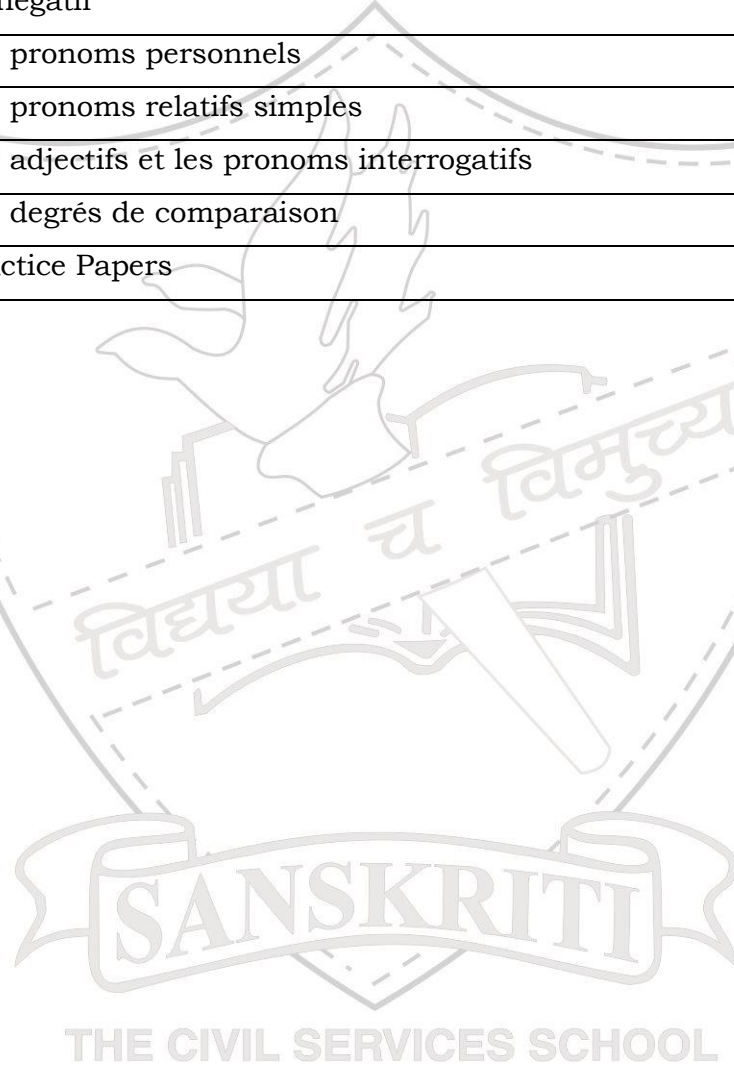 négatif
pronoms personnels
pronoms relatifs simples
adjectifs et les pronoms interrogatifs
degrés de comparaison
ctice Papers
विद्यया च विमुच्य
SANSKRITI
THE CIVIL SERVICES SCHOOL